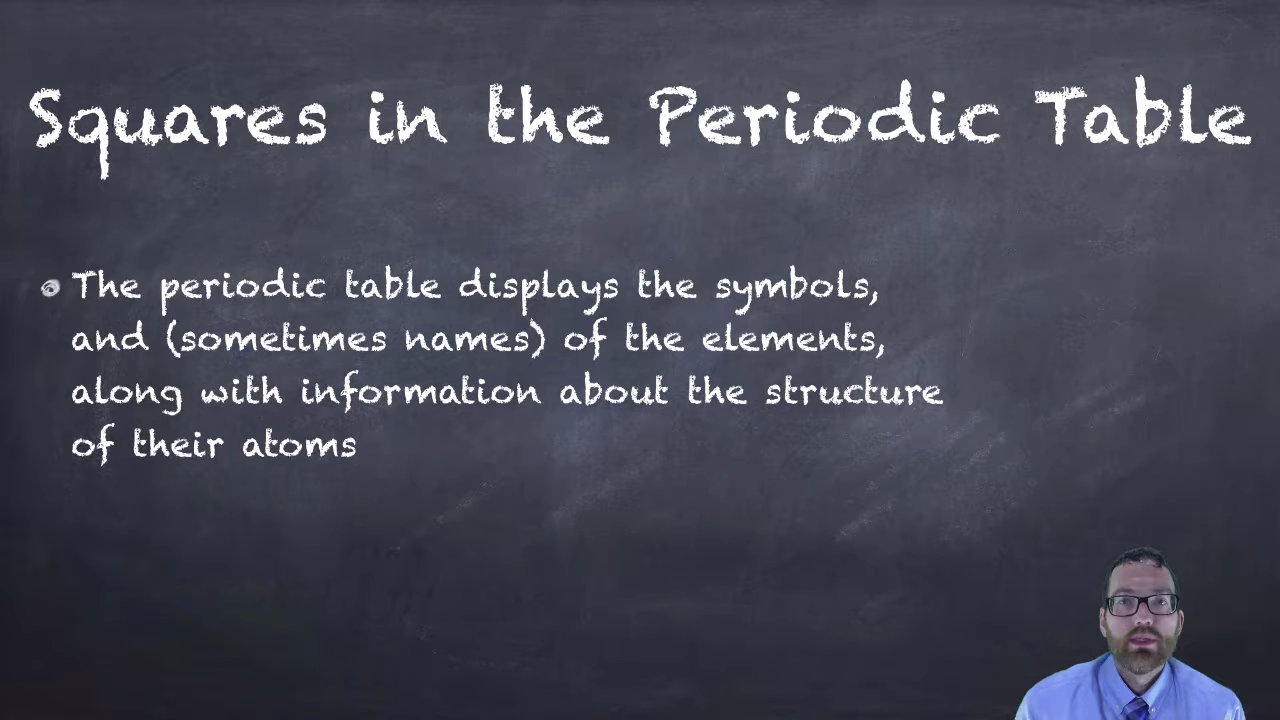 Squares in the Periodic Table
The periodic table displays the symbols,
and (sometimes names) of the elements,
along with information about the structure
of their atoms